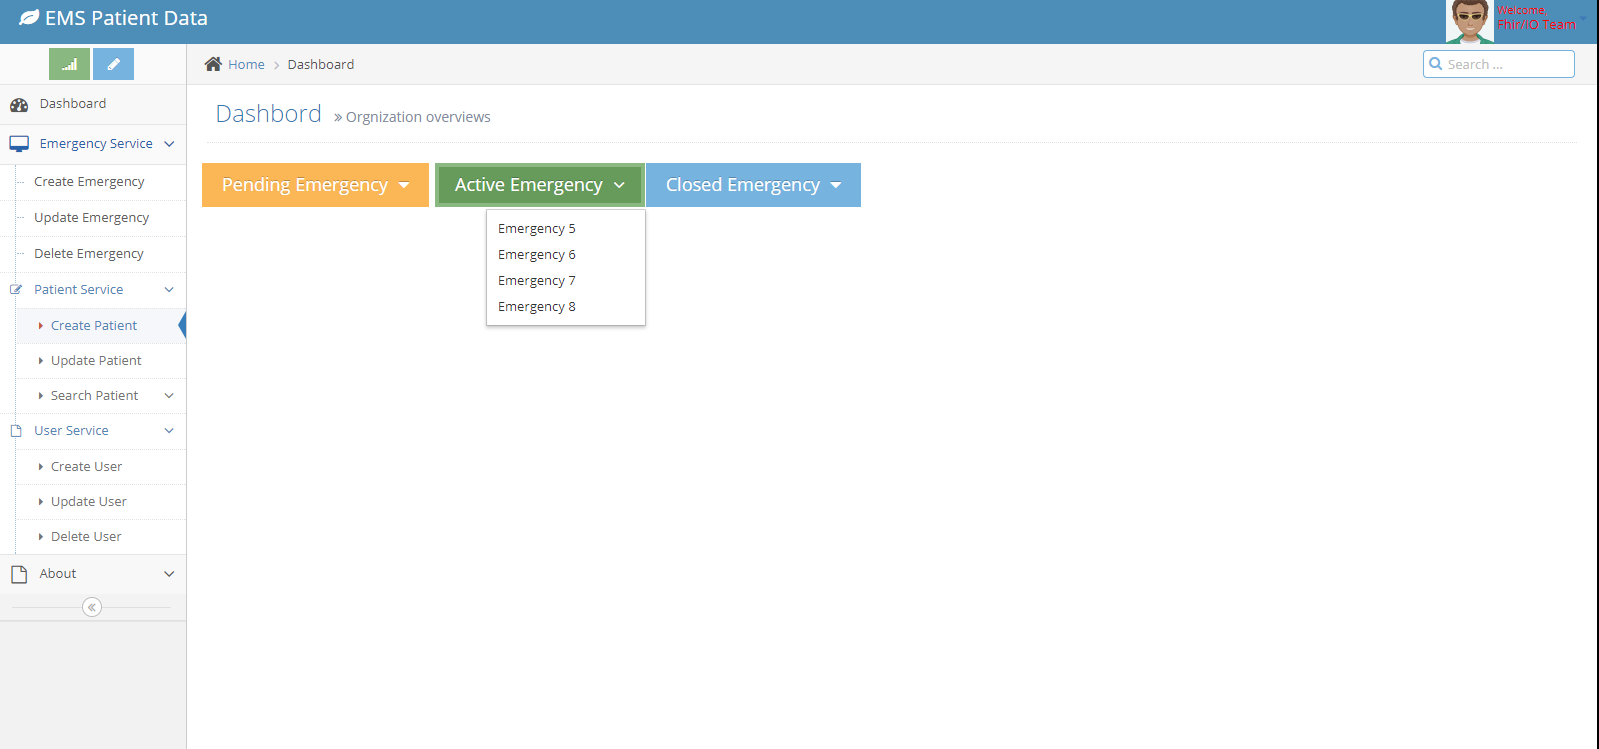 EMS Patient Data
Welcome,
Fhir/IO Team
Home > Dashboard
Search ...
Dashboard
Emergency Service
Create Emergency
Update Emergency
Delete Emergency
Patient Service
Create Patient
Update Patient
Search Patient
User Service
Create User
Update User
Delete User
About
Dashbord » Orgnization overviews
Pending Emergency
Active Emergency
Closed Emergency
Emergency 5
Emergency 6
Emergency 7
Emergency 8